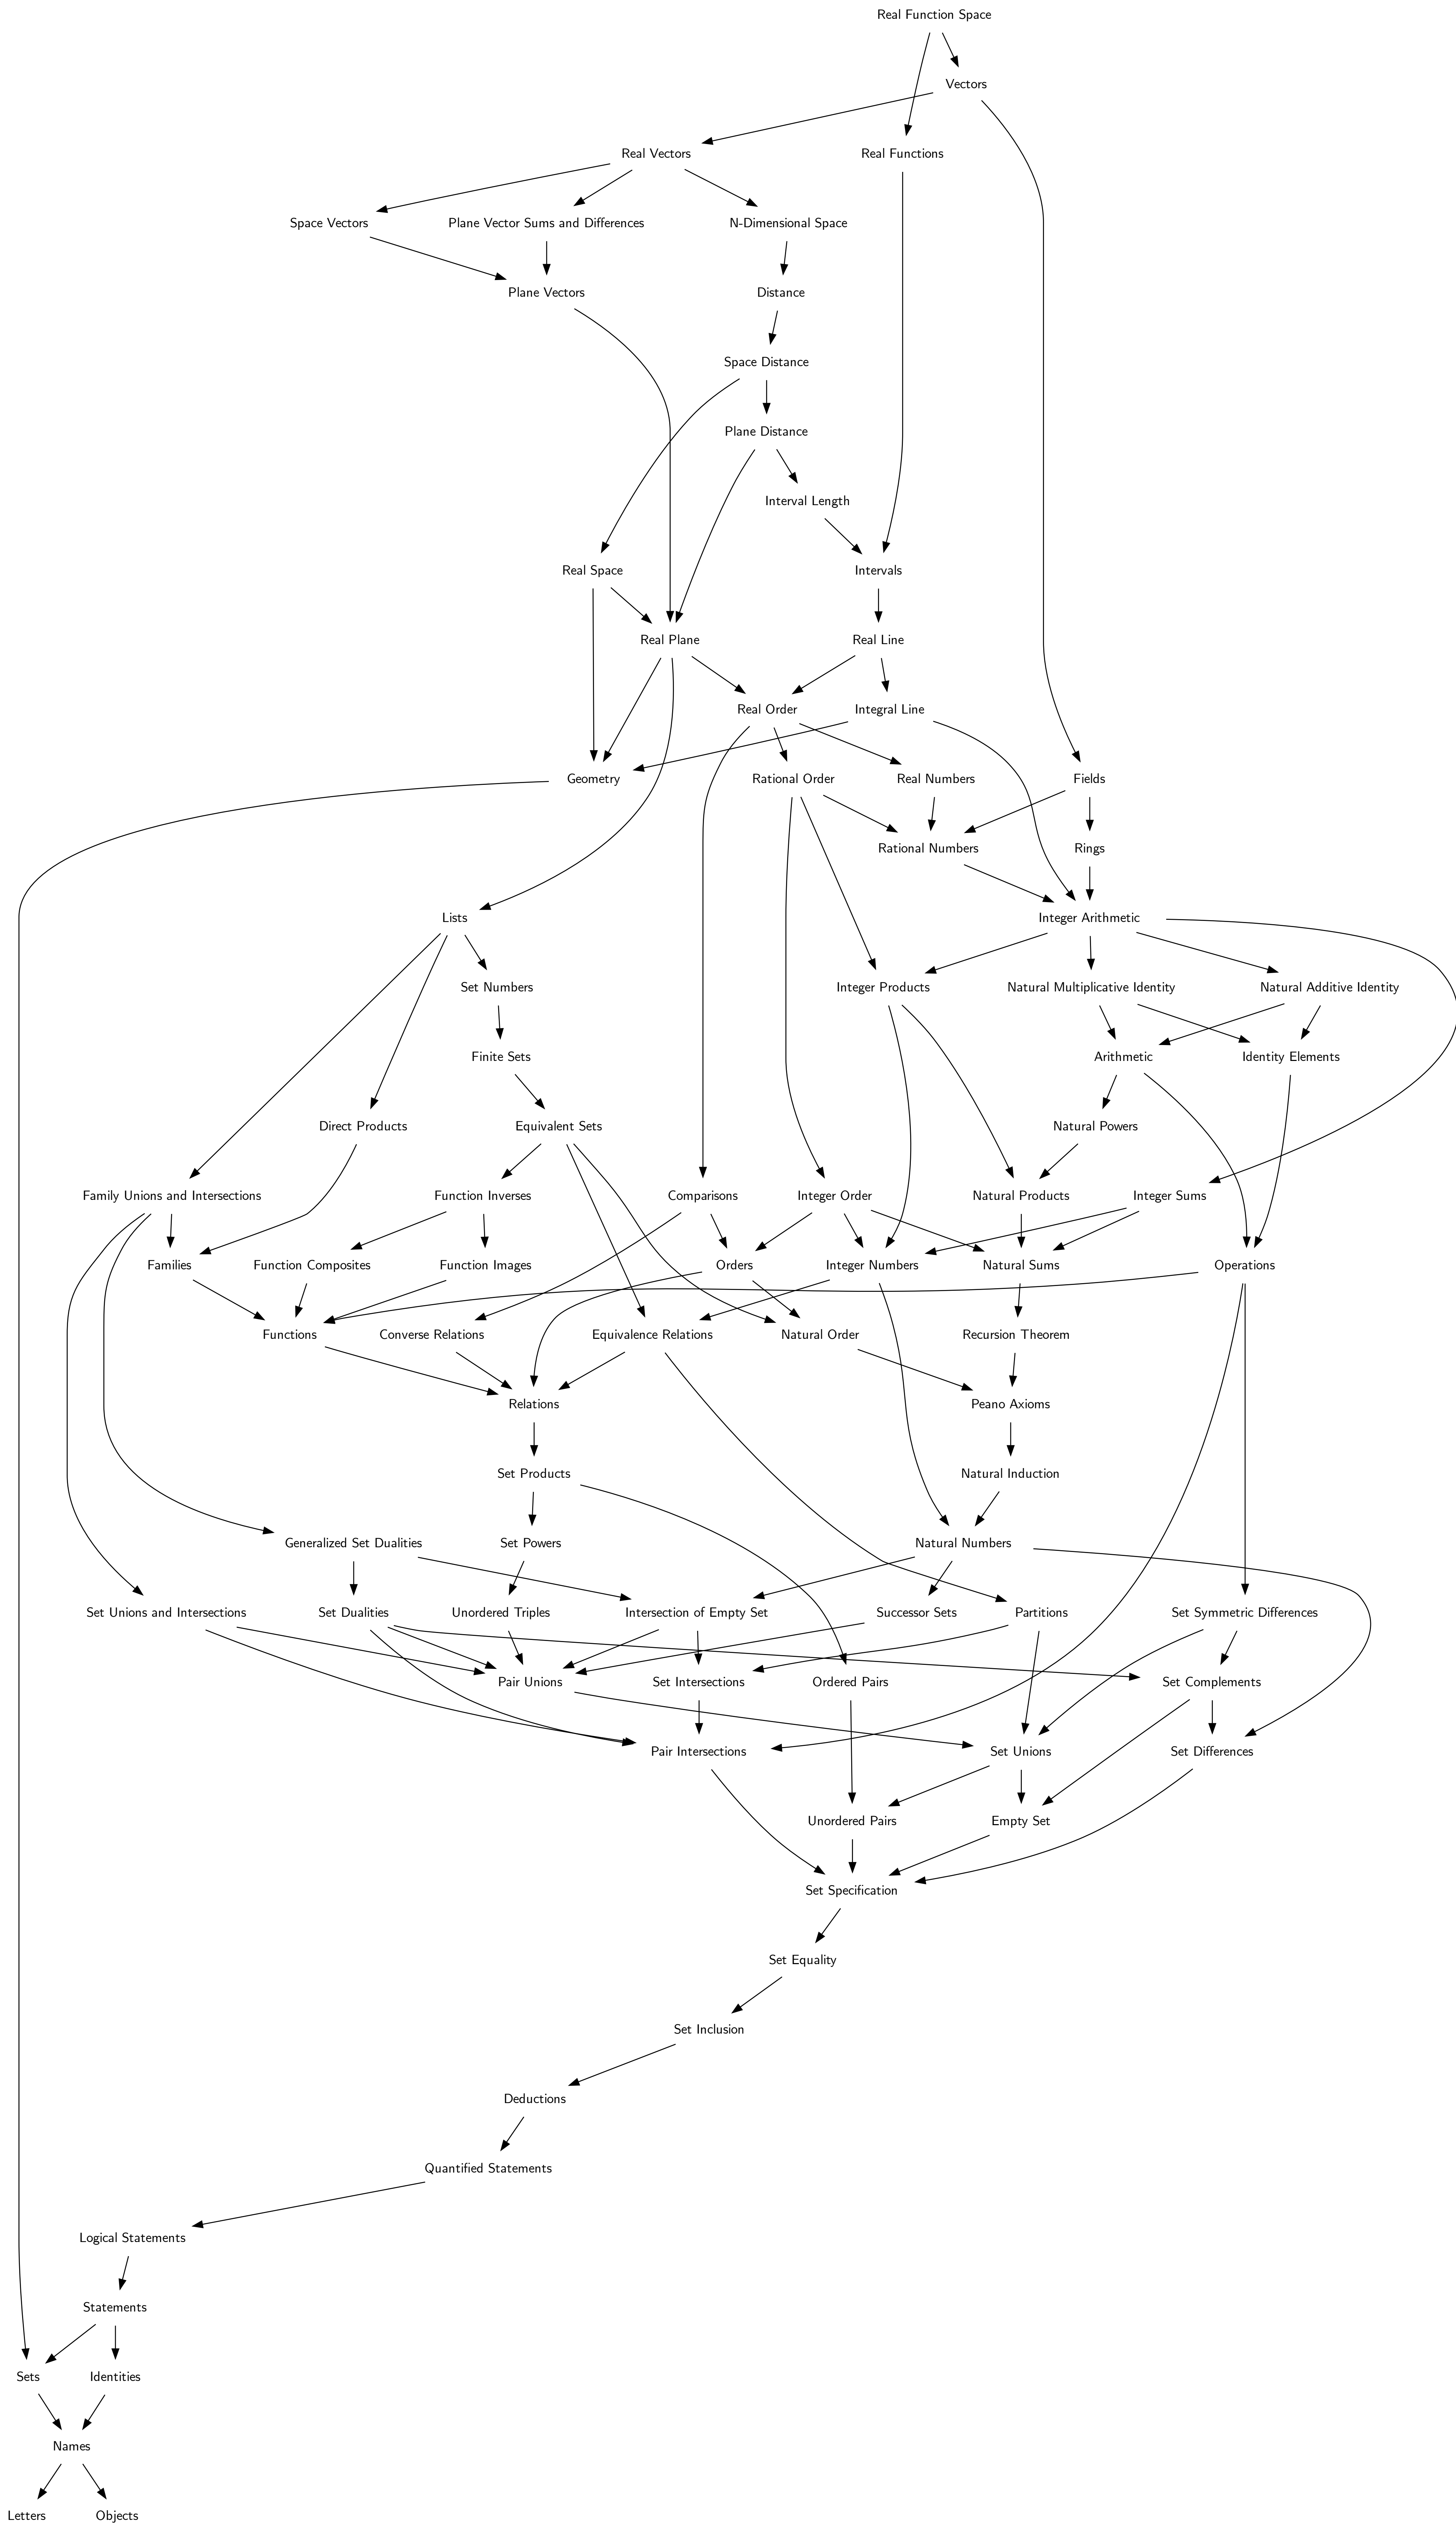 Real Function Space
Vectors
Real Vectors
Real Functions
Space Vectors
Plane Vector Sums and Differences
N-Dimensional Space
Plane Vectors
Distance
Space Distance
Plane Distance
Interval Length
Real Space
Intervals
Real Plane
Real Line
Real Order
Integral Line
Geometry
Rational Order
Real Numbers
Fields
Rational Numbers
Rings
Lists
Integer Arithmetic
Set Numbers
Integer Products
Natural Multiplicative Identity
Natural Additive Identity
Finite Sets
Arithmetic
Identity Elements
Direct Products
Equivalent Sets
Natural Powers
Family Unions and Intersections
Function Inverses
Comparisons
Integer Order
Natural Products
Integer Sums
Families
Function Composites
Function Images
Orders
Integer Numbers
Natural Sums
Operations
Functions
Converse Relations
Equivalence Relations
Natural Order
Recursion Theorem
Relations
Peano Axioms
Set Products
Natural Induction
Generalized Set Dualities
Set Powers
Natural Numbers
Set Unions and Intersections
Set Dualities
Unordered Triples
Intersection of Empty Set
Successor Sets
Partitions
Set Symmetric Differences
Pair Unions
Set Intersections
Ordered Pairs
Set Complements
Pair Intersections
Set Unions
Set Differences
Unordered Pairs
Empty Set
Set Specification
Set Equality
Set Inclusion
Deductions
Quantified Statements
Logical Statements
Statements
Sets
Identities
Names
Letters
Objects